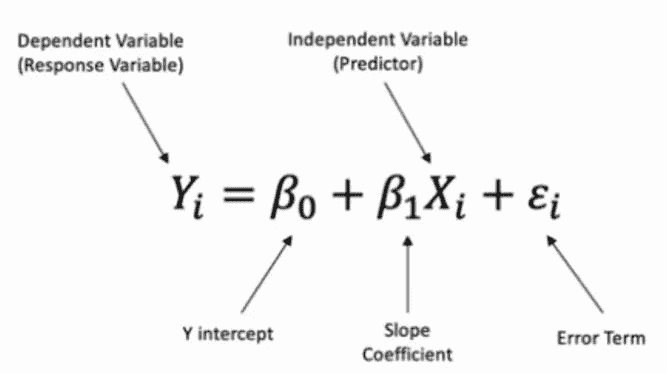 Dependent Variable
(Response Variable)
Independent Variable
(Predictor)
Yᵢ = β₀ + β₁Xᵢ + εᵢ
Y intercept
Slope
Coefficient
Error Term